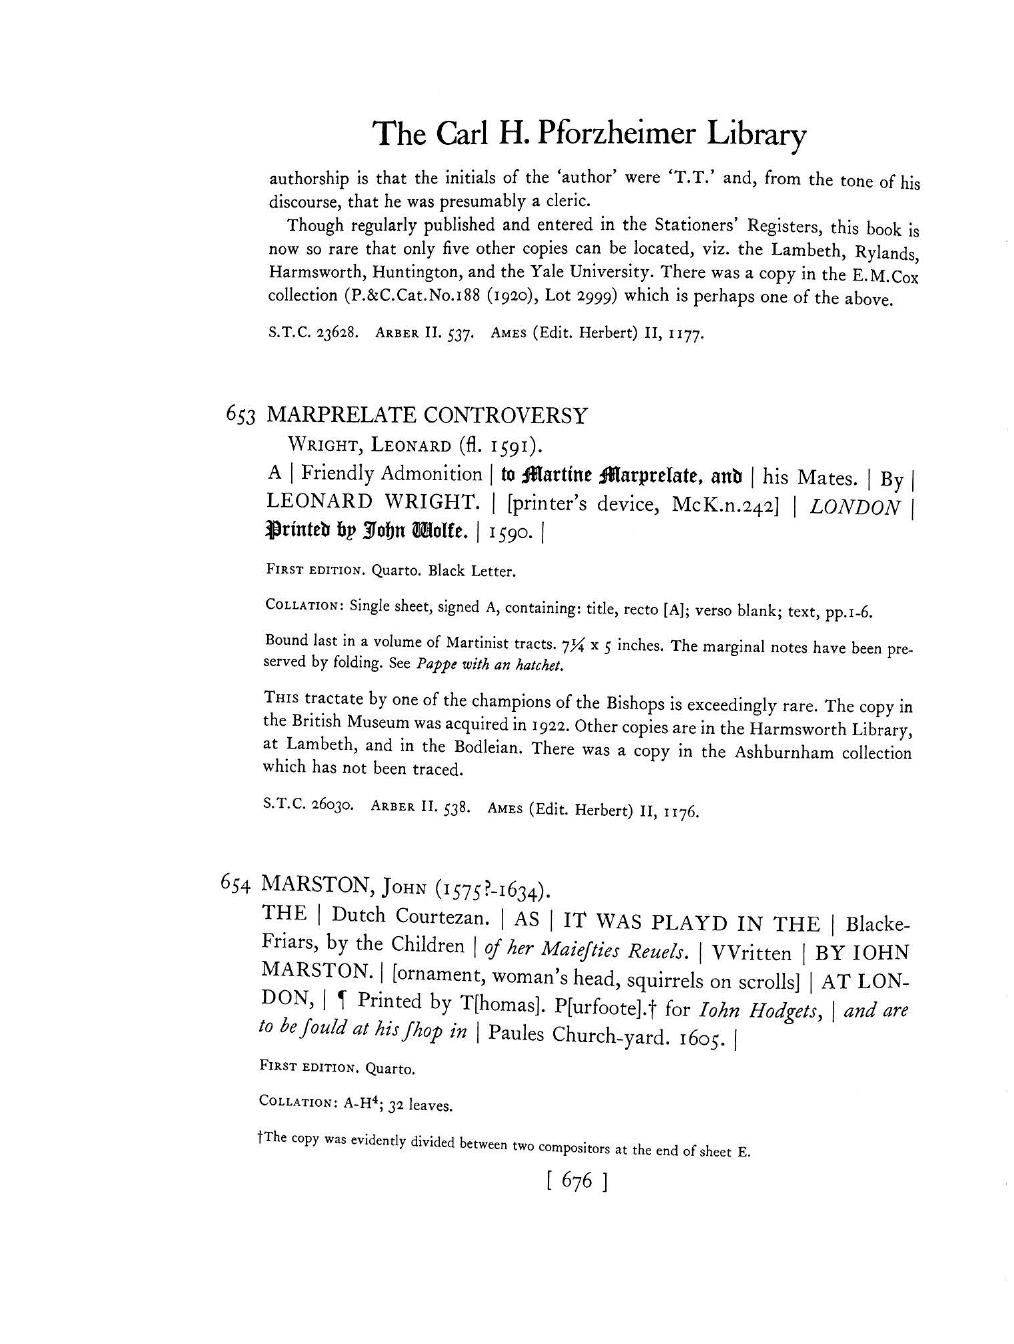 The Carl H. Pforzheimer Library
authorship is that the initials of the ‘author’ were ‘T.T.’ and, from the tone of his
discourse, that he was presumably a cleric.
Though regularly published and entered in the Stationers’ Registers, this book is
now so rare that only five other copies can be located, viz. the Lambeth, Rylands,
Harmsworth, Huntington, and the Yale University. There was a copy in the E.M.Cox
collection (P.&C.Cat.No.188 (1920), Lot 2999) which is perhaps one of the above.
S.T.C. 23628. ARBER II. 537. AMES (Edit. Herbert) II, 1177.
653 MARPRELATE CONTROVERSY
WRIGHT, LEONARD (fl. 1591).
A | Friendly Admonition | to Martine Marprelate, and | his Mates. | By |
LEONARD WRIGHT. | [printer’s device, McK.n.242] | LONDON |
Printed by John Wolfe. | 1590. |
FIRST EDITION. Quarto. Black Letter.
COLLATION: Single sheet, signed A, containing: title, recto [A]; verso blank; text, pp.1-6.
Bound last in a volume of Martinist tracts. 7¼ x 5 inches. The marginal notes have been pre-
served by folding. See Pappe with an hatchet.
THIS tractate by one of the champions of the Bishops is exceedingly rare. The copy in
the British Museum was acquired in 1922. Other copies are in the Harmsworth Library,
at Lambeth, and in the Bodleian. There was a copy in the Ashburnham collection
which has not been traced.
S.T.C. 26030. ARBER II. 538. AMES (Edit. Herbert) II, 1176.
654 MARSTON, JOHN (1575?-1634).
THE | Dutch Courtezan. | AS | IT WAS PLAYD IN THE | Blacke-
Friars, by the Children | of her Maieſties Reuels. | VVritten | BY IOHN
MARSTON. | [ornament, woman’s head, squirrels on scrolls] | AT LON-
DON, | ¶ Printed by T[homas]. P[urfoote].† for Iohn Hodgets, | and are
to be ſould at his ſhop in | Paules Church-yard. 1605. |
FIRST EDITION. Quarto.
COLLATION: A-H⁴; 32 leaves.
†The copy was evidently divided between two compositors at the end of sheet E.
[ 676 ]